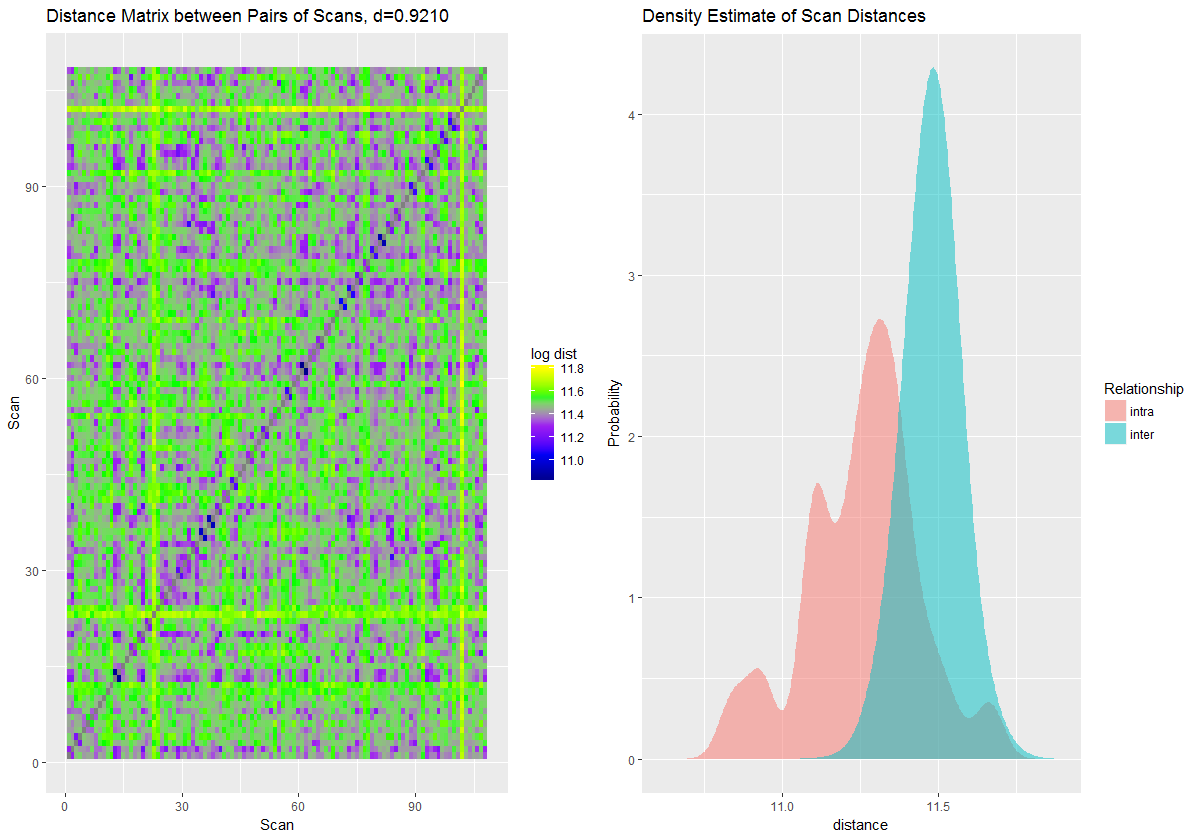 Distance Matrix between Pairs of Scans, d=0.9210
90
60
30
0
Scan
0 30 60 90
Scan
log dist
11.8
11.6
11.4
11.2
11.0
Density Estimate of Scan Distances
4
3
2
1
0
Probability
11.0 11.5
distance
Relationship
intra
inter